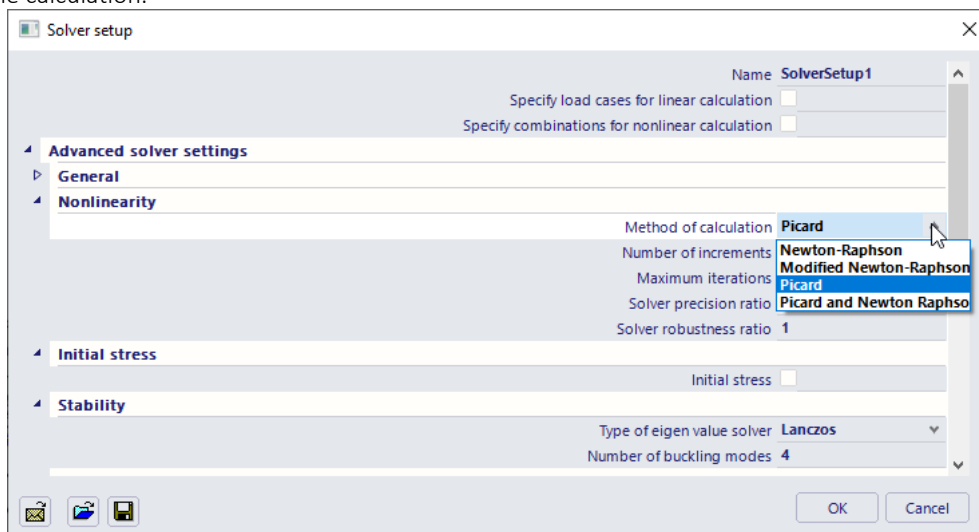 e calculation.
Solver setup
Name SolverSetup1
Specify load cases for linear calculation
Specify combinations for nonlinear calculation
Advanced solver settings
General
Nonlinearity
Method of calculation Picard
Number of increments Newton-Raphson
Modified Newton-Raphson
Maximum iterations Picard
Solver precision ratio Picard and Newton Raphso
Solver robustness ratio 1
Initial stress
Initial stress
Stability
Type of eigen value solver Lanczos
Number of buckling modes 4
OK Cancel